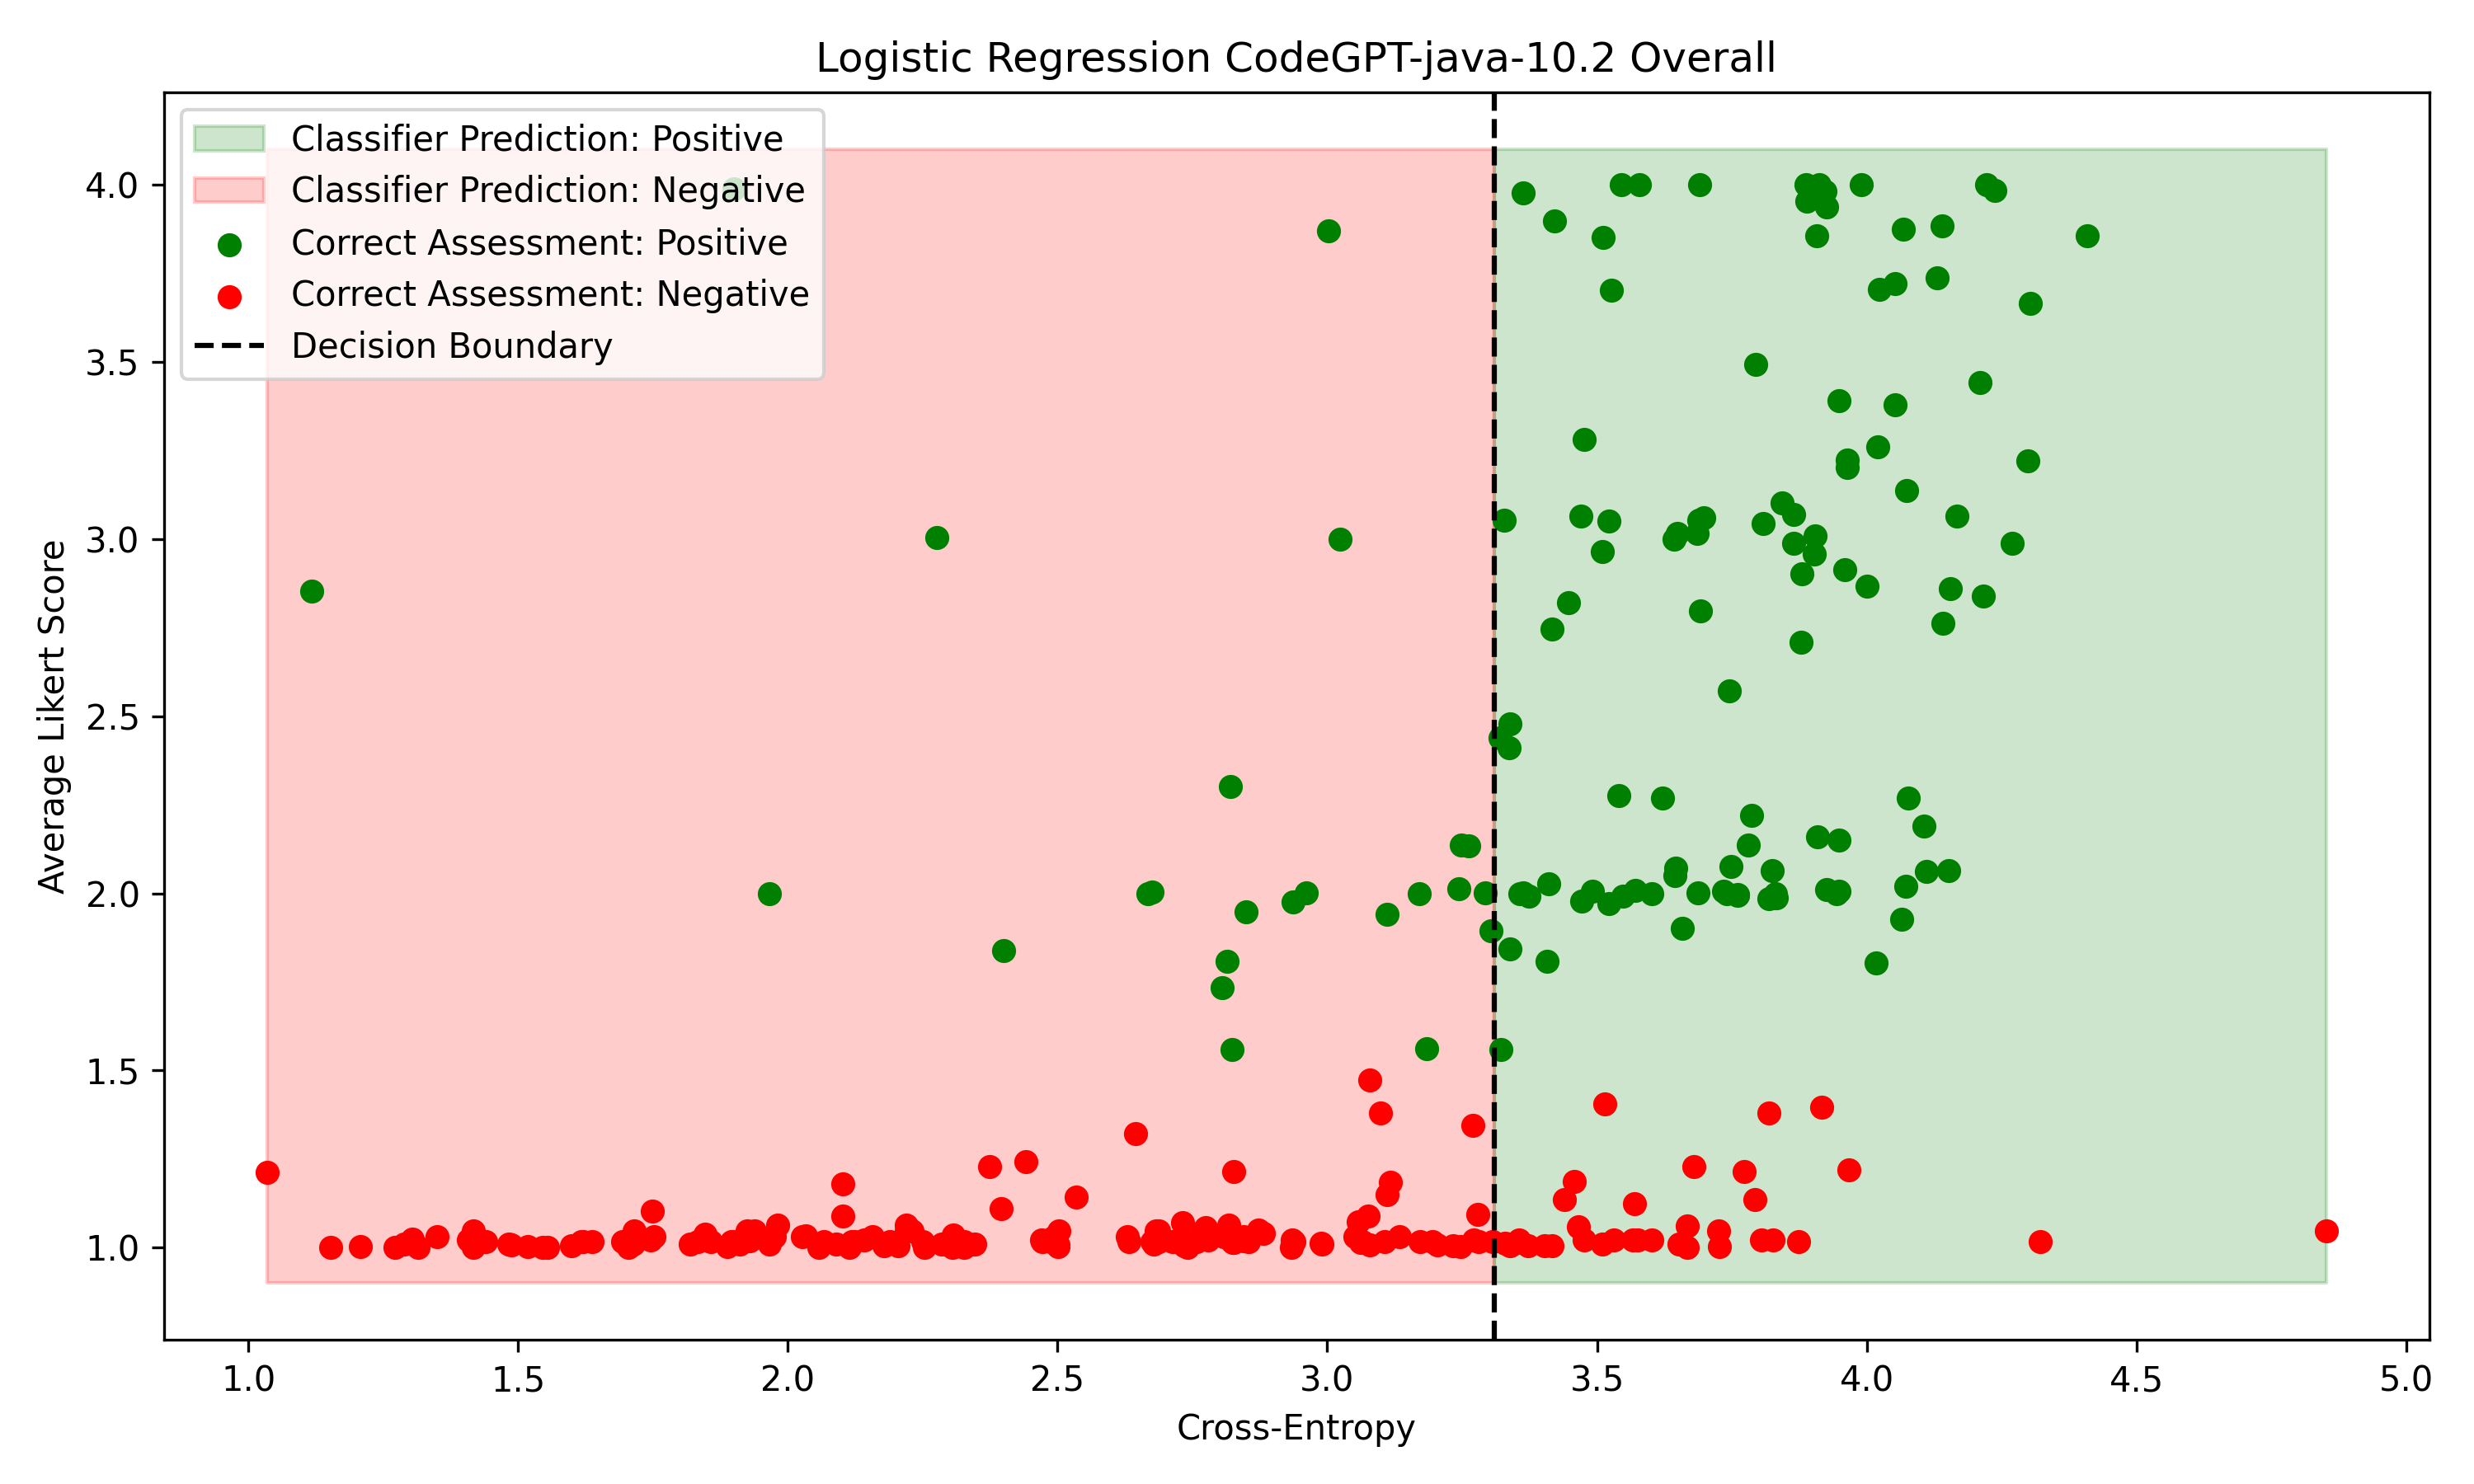 Logistic Regression CodeGPT-java-10.2 Overall
Classifier Prediction: Positive
Classifier Prediction: Negative
Correct Assessment: Positive
Correct Assessment: Negative
Decision Boundary
Average Likert Score
4.0
3.5
3.0
2.5
2.0
1.5
1.0
1.0 1.5 2.0 2.5 3.0 3.5 4.0 4.5 5.0
Cross-Entropy